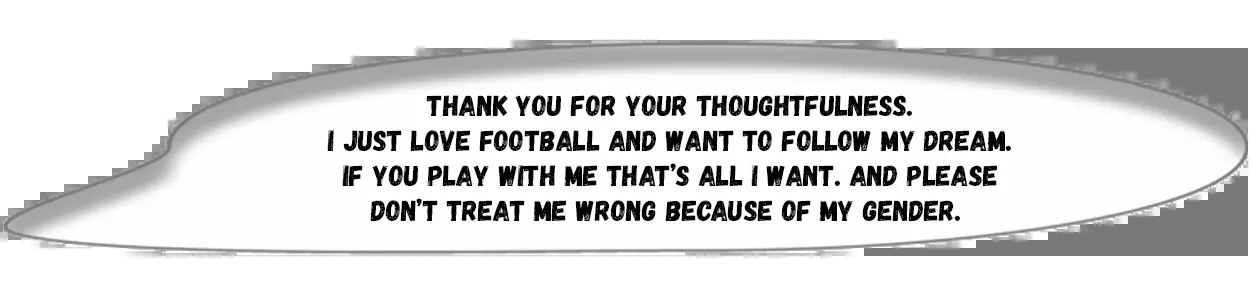 THANK YOU FOR YOUR THOUGHTFULNESS.
I JUST LOVE FOOTBALL AND WANT TO FOLLOW MY DREAM.
IF YOU PLAY WITH ME THAT'S ALL I WANT. AND PLEASE
DON'T TREAT ME WRONG BECAUSE OF MY GENDER.